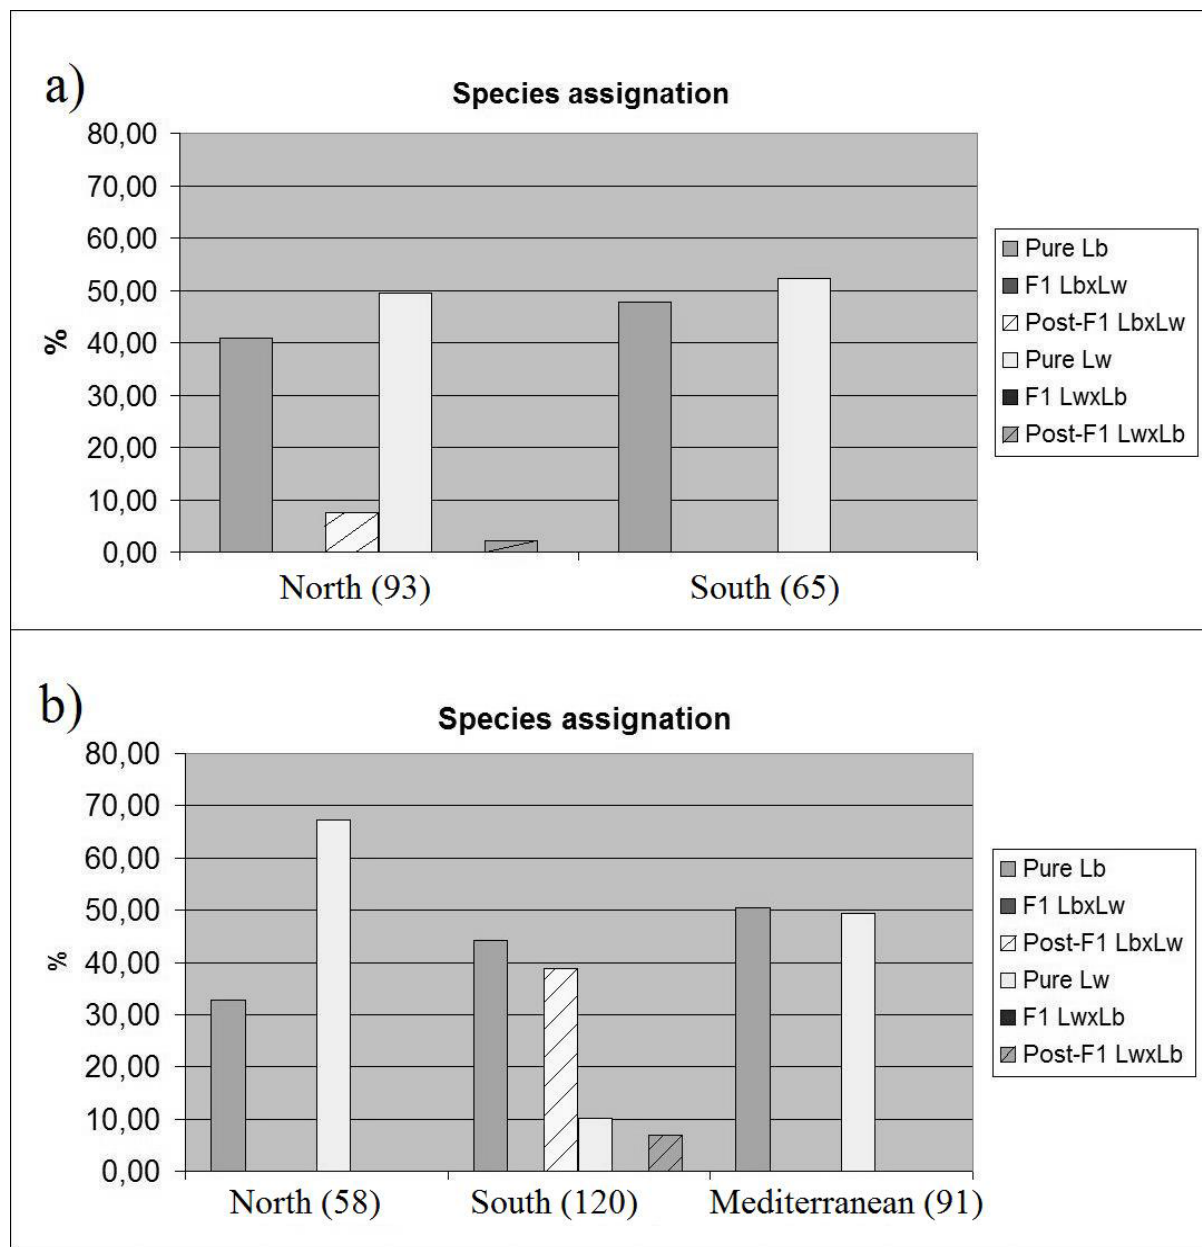 a)
Species assignation
80,00
70,00
60,00
50,00
40,00
30,00
20,00
10,00
0,00
%
North (93)
South (65)
Pure Lb
F1 LbxLw
Post-F1 LbxLw
Pure Lw
F1 LwxLb
Post-F1 LwxLb
b)
Species assignation
80,00
70,00
60,00
50,00
40,00
30,00
20,00
10,00
0,00
%
North (58)
South (120)
Mediterranean (91)
Pure Lb
F1 LbxLw
Post-F1 LbxLw
Pure Lw
F1 LwxLb
Post-F1 LwxLb